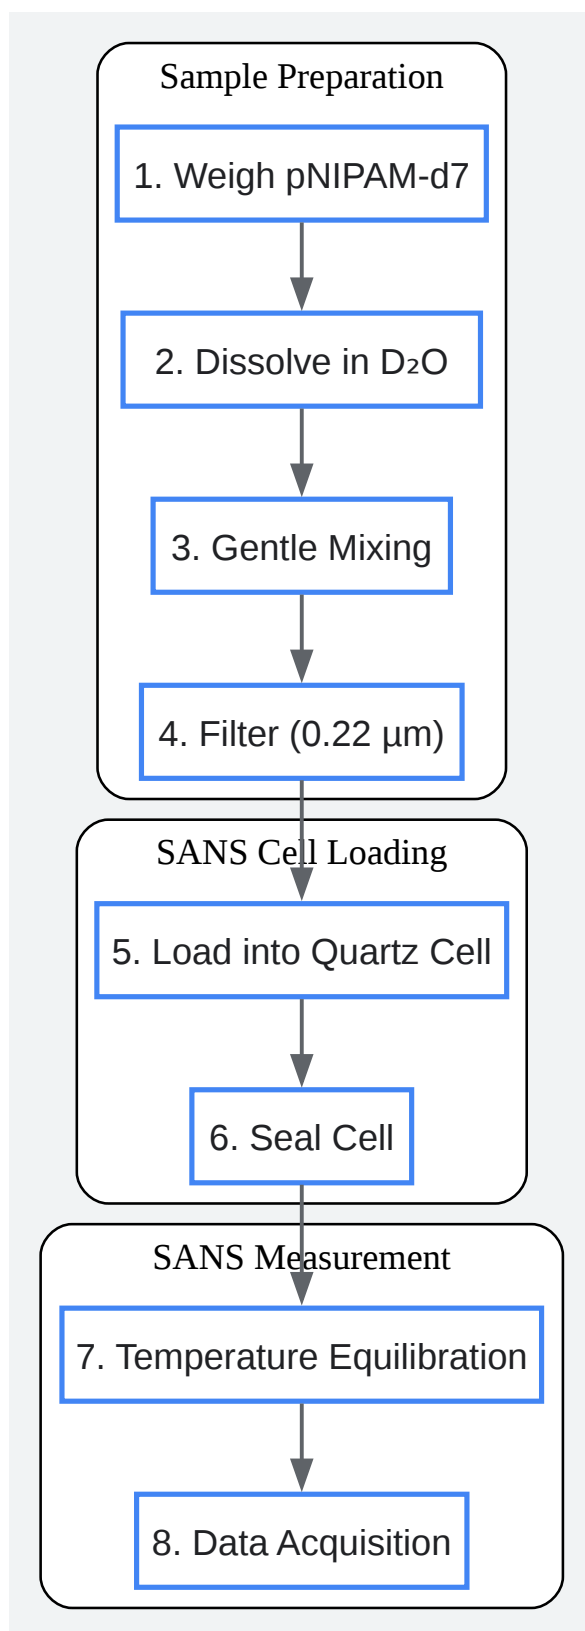 Sample Preparation
1. Weigh pNIPAM-d7
2. Dissolve in D₂O
3. Gentle Mixing
4. Filter (0.22 µm)
SANS Cell Loading
5. Load into Quartz Cell
6. Seal Cell
SANS Measurement
7. Temperature Equilibration
8. Data Acquisition